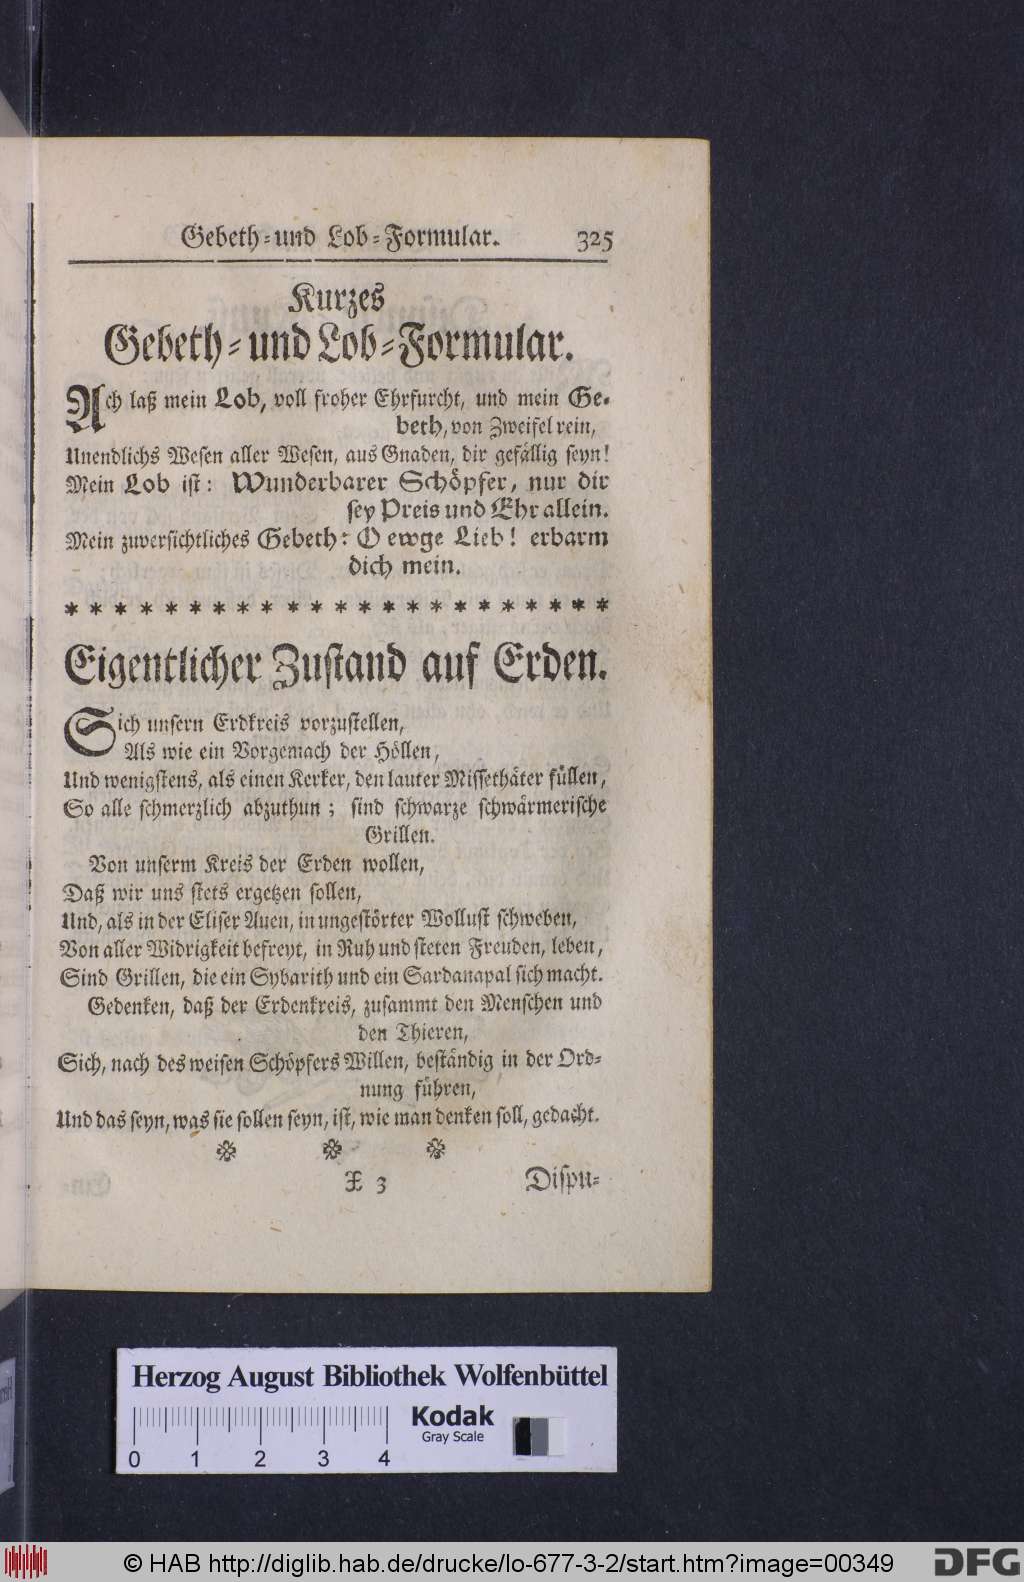 Gebeth-und Lob-Formular. 325
Kurzes
Gebeth-und Lob-Formular.
Ach laß mein Lob, voll froher Ehrfurcht, und mein Ge-
beth, von Zweifel rein,
Unendlichs Wesen aller Wesen, aus Gnaden, dir gefällig seyn!
Mein Lob ist: Wunderbarer Schöpfer, nur dir
sey Preis und Ehr allein.
Mein zuversichtliches Gebeth: O ewge Lieb! erbarm
dich mein.
* * * * * * * * * * * * * * * * * * * * * * *
Eigentlicher Zustand auf Erden.
Sich unsern Erdkreis vorzustellen,
Als wie ein Vorgemach der Höllen,
Und wenigstens, als einen Kerker, den lauter Missethäter füllen,
So alle schmerzlich abzuthun; sind schwarze schwärmerische
Grillen.
Von unserm Kreis der Erden wollen,
Daß wir uns stets ergetzen sollen,
Und, als in der Eliser Auen, in ungestörter Wollust schweben,
Von aller Widrigkeit befreyt, in Ruh und steten Freuden, leben,
Sind Grillen, die ein Sybarith und ein Sardanapal sich macht.
Gedenken, daß der Erdenkreis, zusammt den Menschen und
den Thieren,
Sich, nach des weisen Schöpfers Willen, beständig in der Ord-
nung führen,
Und das seyn, was sie sollen seyn, ist, wie man denken soll, gedacht.
X 3 Dispu-
Herzog August Bibliothek Wolfenbüttel
Kodak
Gray Scale
0 1 2 3 4
© HAB http://diglib.hab.de/drucke/lo-677-3-2/start.htm?image=00349
DFG